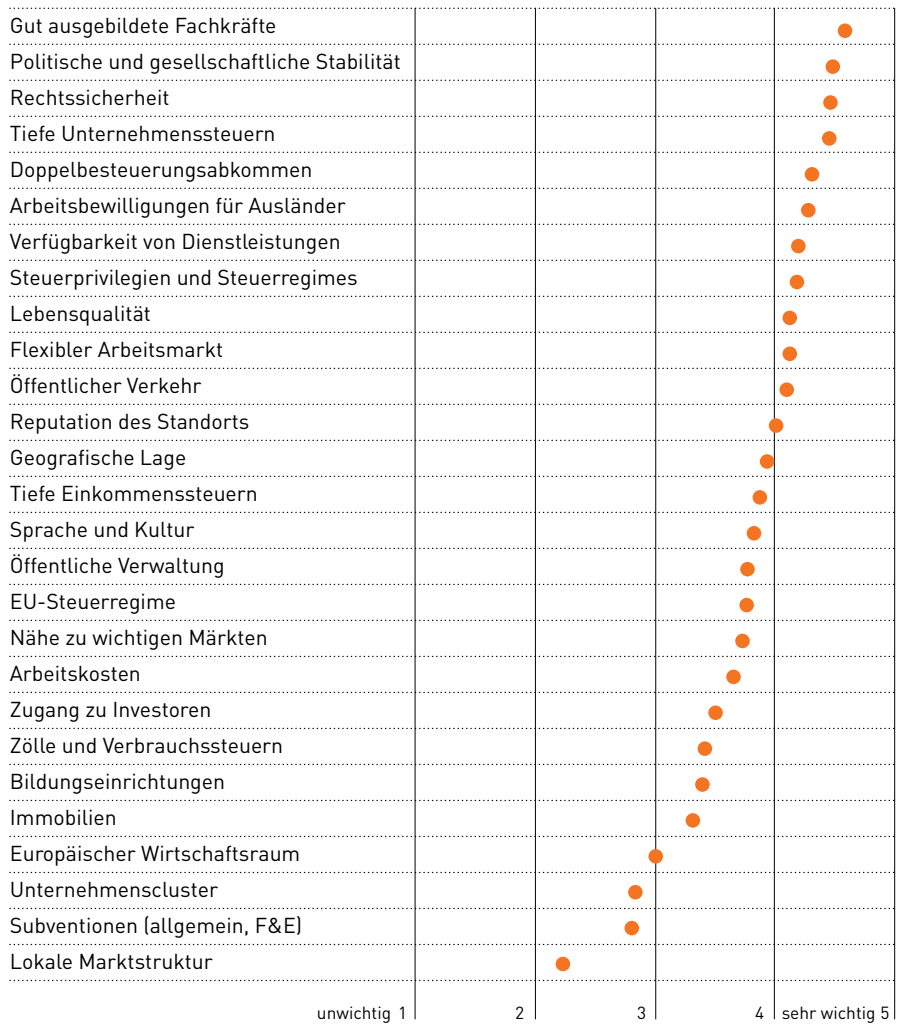 Gut ausgebildete Fachkräfte
Politische und gesellschaftliche Stabilität
Rechtssicherheit
Tiefe Unternehmenssteuern
Doppelbesteuerungsabkommen
Arbeitsbewilligungen für Ausländer
Verfügbarkeit von Dienstleistungen
Steuerprivilegien und Steuerregimes
Lebensqualität
Flexibler Arbeitsmarkt
Öffentlicher Verkehr
Reputation des Standorts
Geografische Lage
Tiefe Einkommenssteuern
Sprache und Kultur
Öffentliche Verwaltung
EU-Steuerregime
Nähe zu wichtigen Märkten
Arbeitskosten
Zugang zu Investoren
Zölle und Verbrauchssteuern
Bildungseinrichtungen
Immobilien
Europäischer Wirtschaftsraum
Unternehmenscluster
Subventionen (allgemein, F&E)
Lokale Marktstruktur
unwichtig 1 2 3 4 sehr wichtig 5